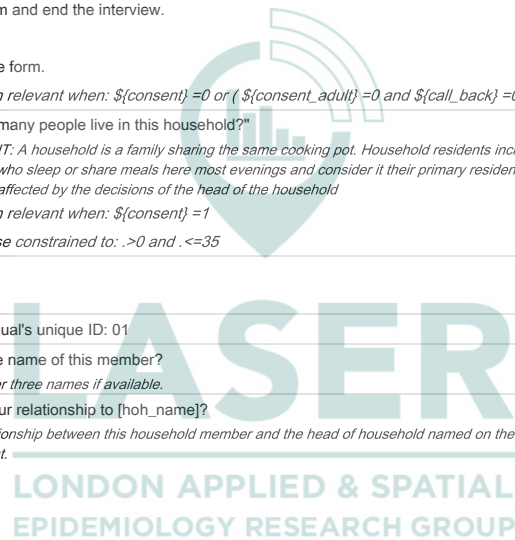 m and end the interview.
e form.
n relevant when: ${consent} =0 or ( ${consent_adult} =0 and ${call_back} =0
many people live in this household?"
IT: A household is a family sharing the same cooking pot. Household residents incl
who sleep or share meals here most evenings and consider it their primary residen
affected by the decisions of the head of the household
n relevant when: ${consent} =1
se constrained to: .>0 and .<=35
ual's unique ID: 01
e name of this member?
er three names if available.
ur relationship to [hoh_name]?
ionship between this household member and the head of household named on the
t.
LASER
LONDON APPLIED & SPATIAL
EPIDEMIOLOGY RESEARCH GROUP